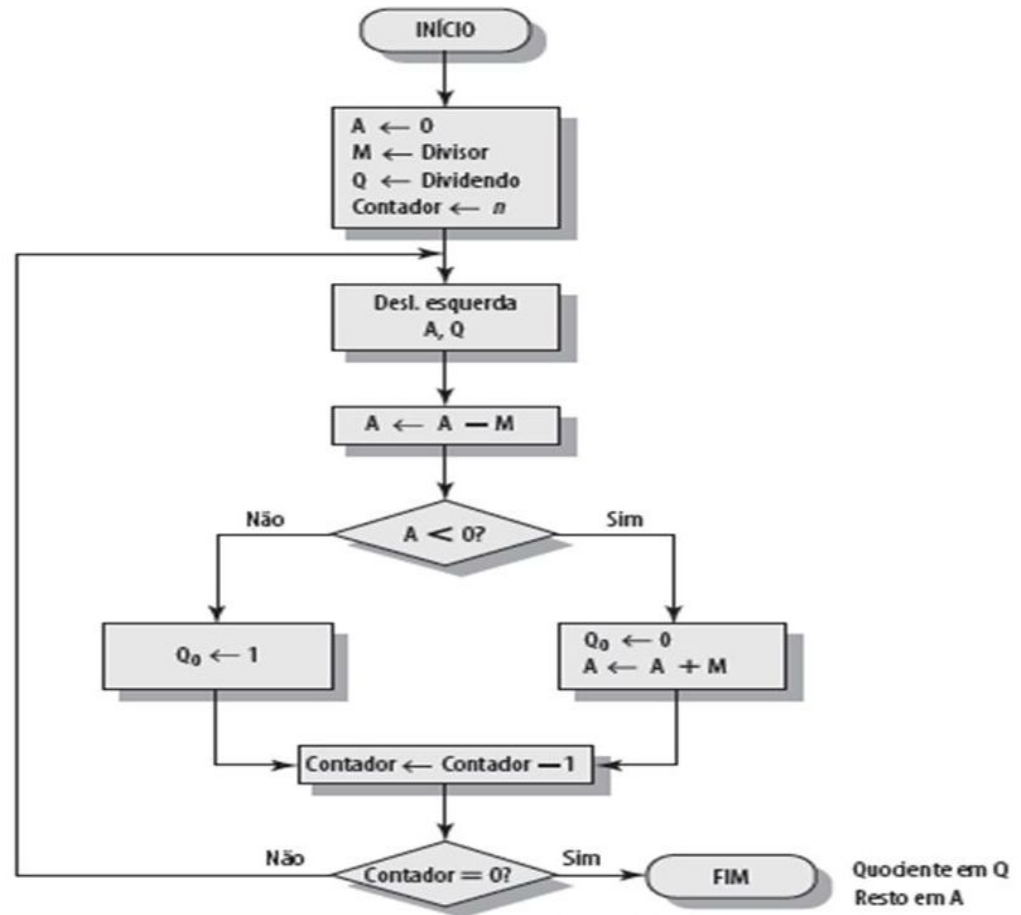 INÍCIO
A ← 0
M ← Divisor
Q ← Dividendo
Contador ← n
Desl. esquerda
A, Q
A ← A − M
Não
A < 0?
Sim
Q₀ ← 1
Q₀ ← 0
A ← A + M
Contador ← Contador − 1
Não
Contador = 0?
Sim
FIM
Quociente em Q
Resto em A